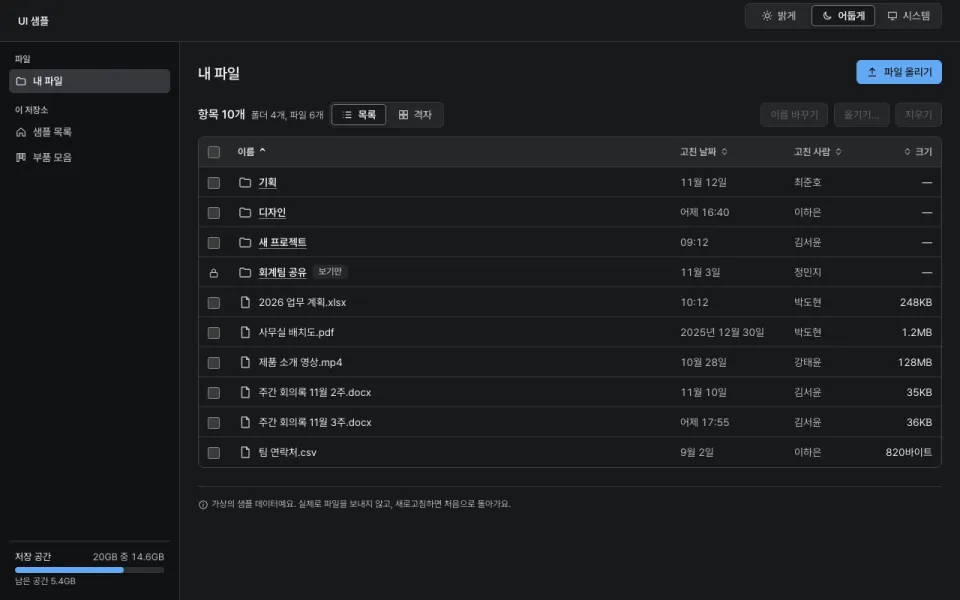 UI 샘플
밝게 어둡게 시스템
파일
내 파일
이 저장소
샘플 목록
부품 모음
저장 공간 20GB 중 14.6GB
남은 공간 5.4GB
내 파일
파일 올리기
항목 10개 폴더 4개, 파일 6개 목록 격자
이름 바꾸기 옮기기... 지우기
이름 고친 날짜 고친 사람 크기
기획 11월 12일 최준호 —
디자인 어제 16:40 이하은 —
새 프로젝트 09:12 김서윤 —
회계팀 공유 보기만 11월 3일 정민지 —
2026 업무 계획.xlsx 10:12 박도현 248KB
사무실 배치도.pdf 2025년 12월 30일 박도현 1.2MB
제품 소개 영상.mp4 10월 28일 강태윤 128MB
주간 회의록 11월 2주.docx 11월 10일 김서윤 35KB
주간 회의록 11월 3주.docx 어제 17:55 김서윤 36KB
팀 연락처.csv 9월 2일 이하은 820바이트
가상의 샘플 데이터예요. 실제로 파일을 보내지 않고, 새로고침하면 처음으로 돌아가요.